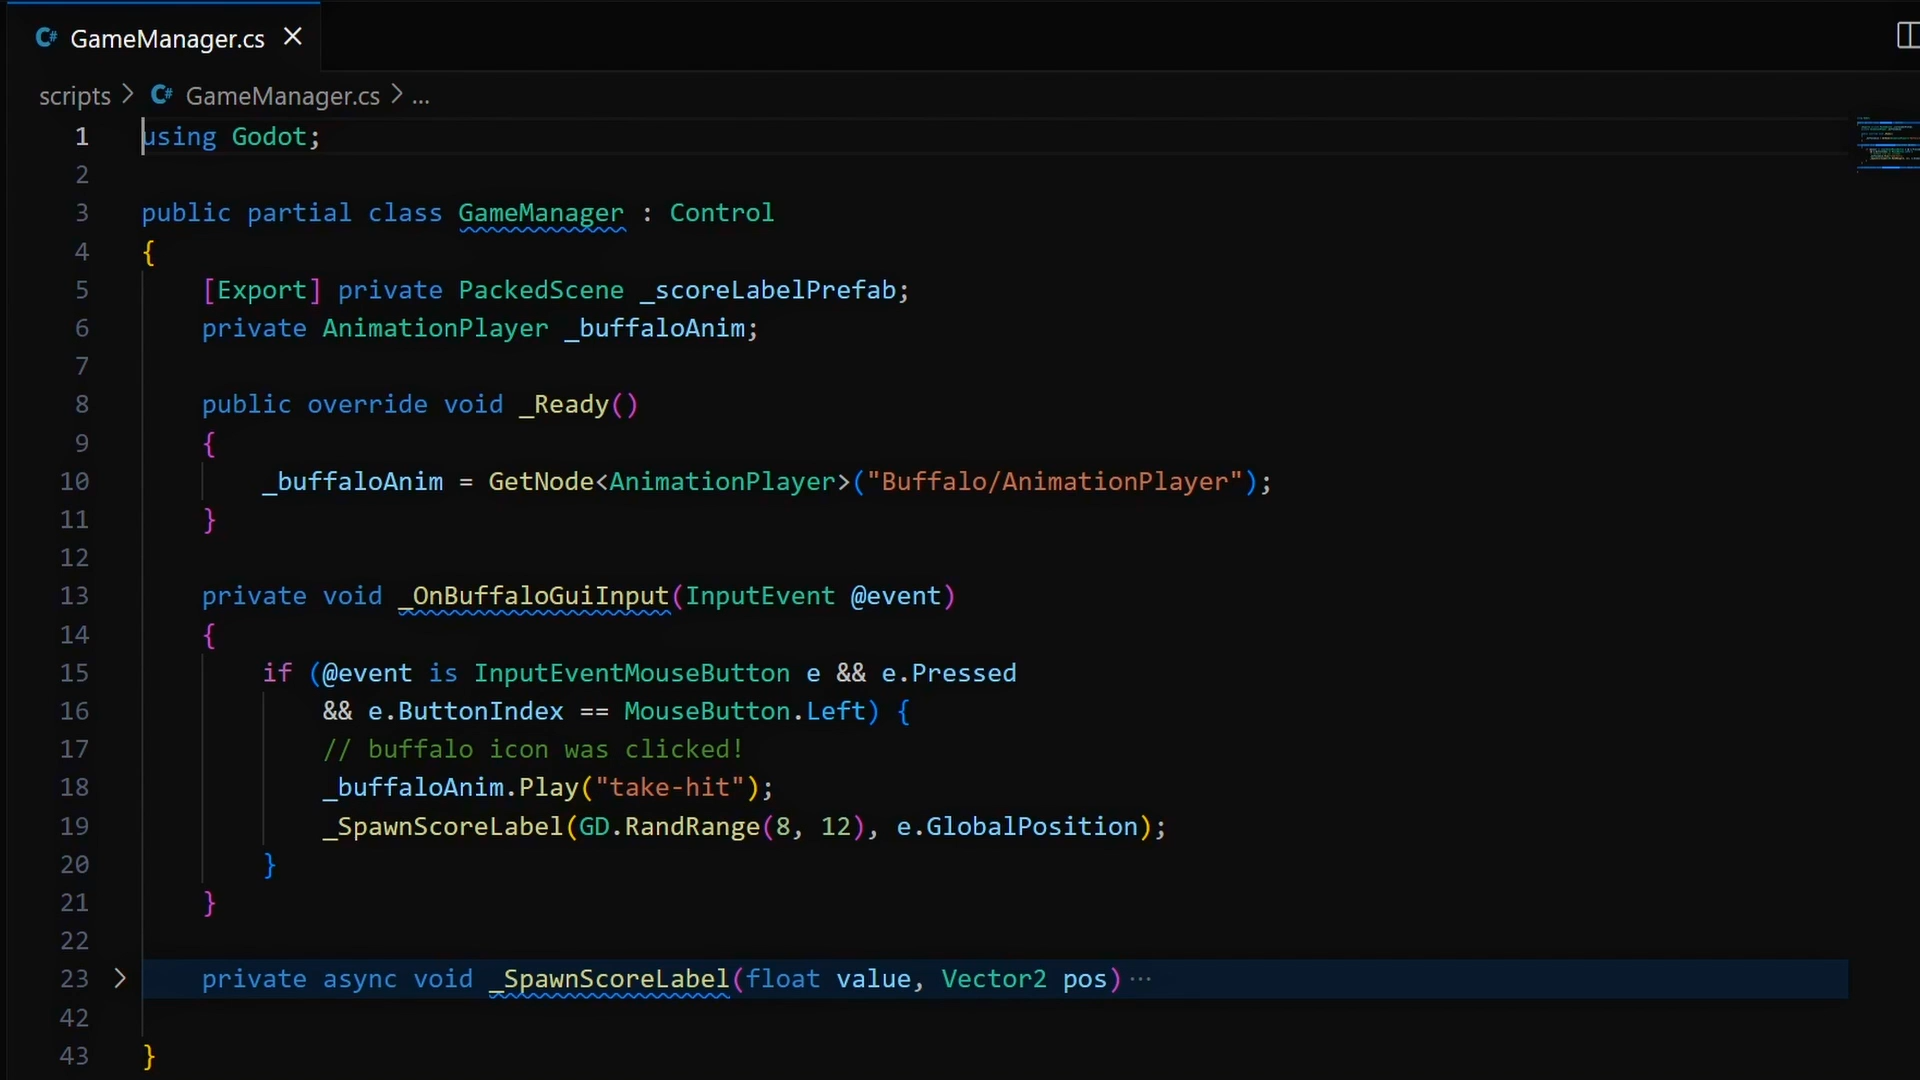 C# GameManager.cs ×
scripts > C# GameManager.cs > ...
1 using Godot;
2
3 public partial class GameManager : Control
4 {
5     [Export] private PackedScene _scoreLabelPrefab;
6     private AnimationPlayer _buffaloAnim;
7
8     public override void _Ready()
9     {
10         _buffaloAnim = GetNode<AnimationPlayer>("Buffalo/AnimationPlayer");
11     }
12
13     private void _OnBuffaloGuiInput(InputEvent @event)
14     {
15         if (@event is InputEventMouseButton e && e.Pressed
16             && e.ButtonIndex == MouseButton.Left) {
17             // buffalo icon was clicked!
18             _buffaloAnim.Play("take-hit");
19             _SpawnScoreLabel(GD.RandRange(8, 12), e.GlobalPosition);
20         }
21     }
22
23 >   private async void _SpawnScoreLabel(float value, Vector2 pos)···
42
43 }